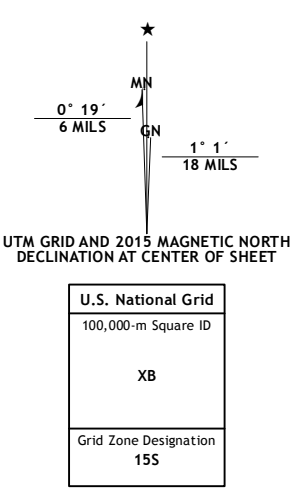 ★
MN
0° 19´
6 MILS
GN
1° 1´
18 MILS
UTM GRID AND 2015 MAGNETIC NORTH
DECLINATION AT CENTER OF SHEET
U.S. National Grid
100,000-m Square ID
XB
Grid Zone Designation
15S